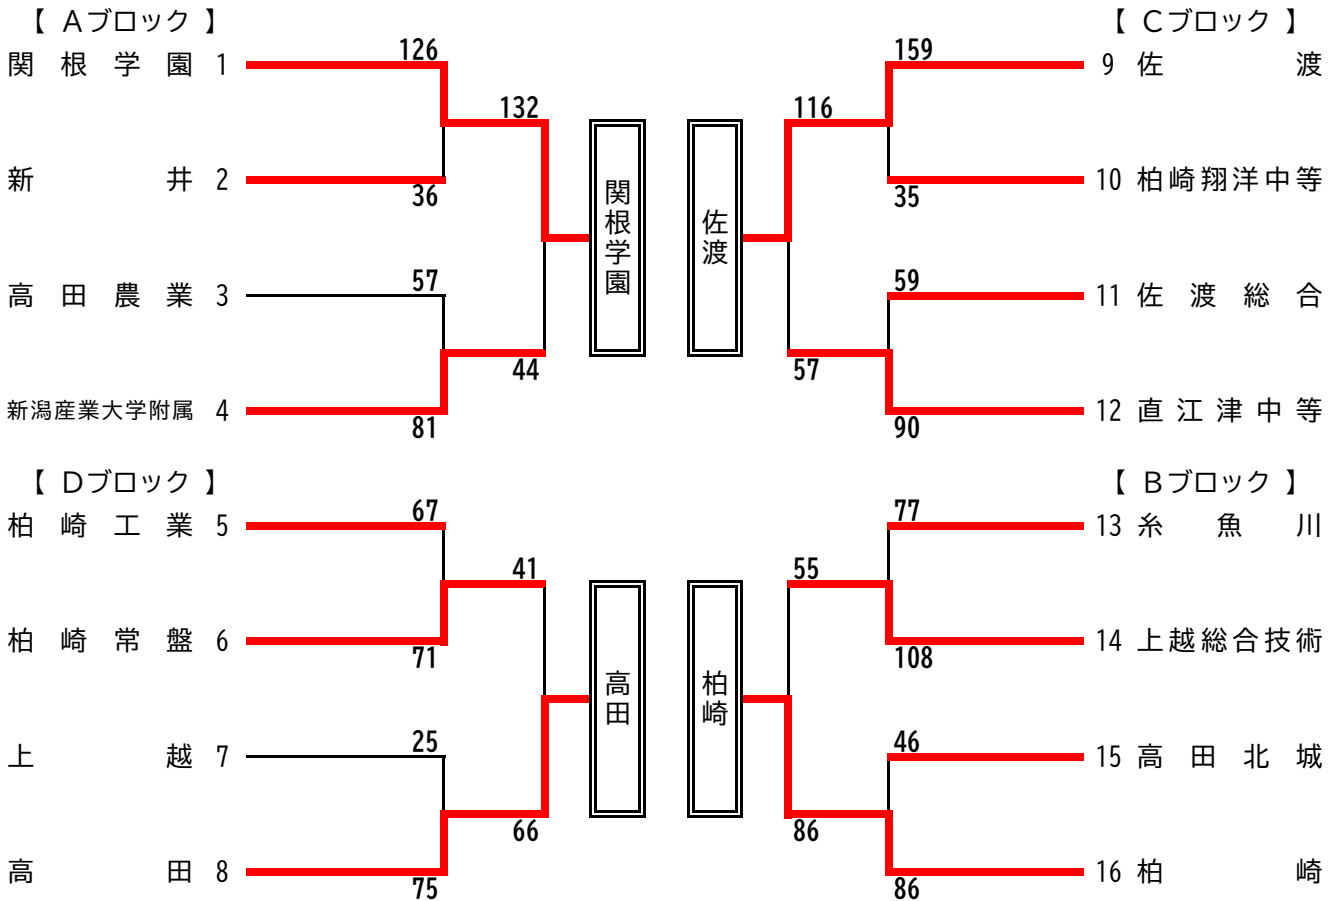 【 Aブロック 】
関根学園 1
126
132
新井 2
36
高田農業 3
57
44
新潟産業大学附属 4
81
関根学園
【 Cブロック 】
159
9 佐渡
116
35
10 柏崎翔洋中等
59
11 佐渡総合
57
90
12 直江津中等
佐渡
【 Dブロック 】
柏崎工業 5
67
41
柏崎常盤 6
71
上越 7
25
66
高田 8
75
高田
【 Bブロック 】
77
13 糸魚川
55
108
14 上越総合技術
46
15 高田北城
86
86
16 柏崎
柏崎